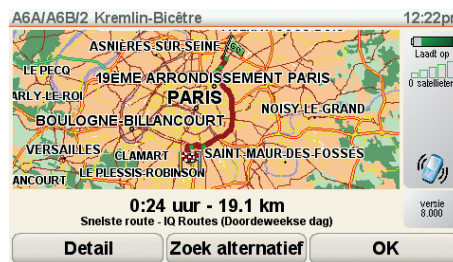 A6A/A6B/2 Kremlin-Bicêtre 12:22pm
ASNIÈRES-SUR-SEINE
Laadt op
LE PECQ
19EME ARRONDISSEMENT PARIS
0 satellieten
ARLY-LE-ROI
PARIS
NOISY-LE-GRAND
BOULOGNE-BILLANCOURT
VERSAILLES
CLAMART
SAINT-MAUR-DES-FOSSÉS
ANCOURT
LE PLESSIS-ROBINSON
0:24 uur - 19.1 km
Snelste route - IQ Routes (Doordeweekse dag)
versie
8.000
Detail
Zoek alternatief
OK